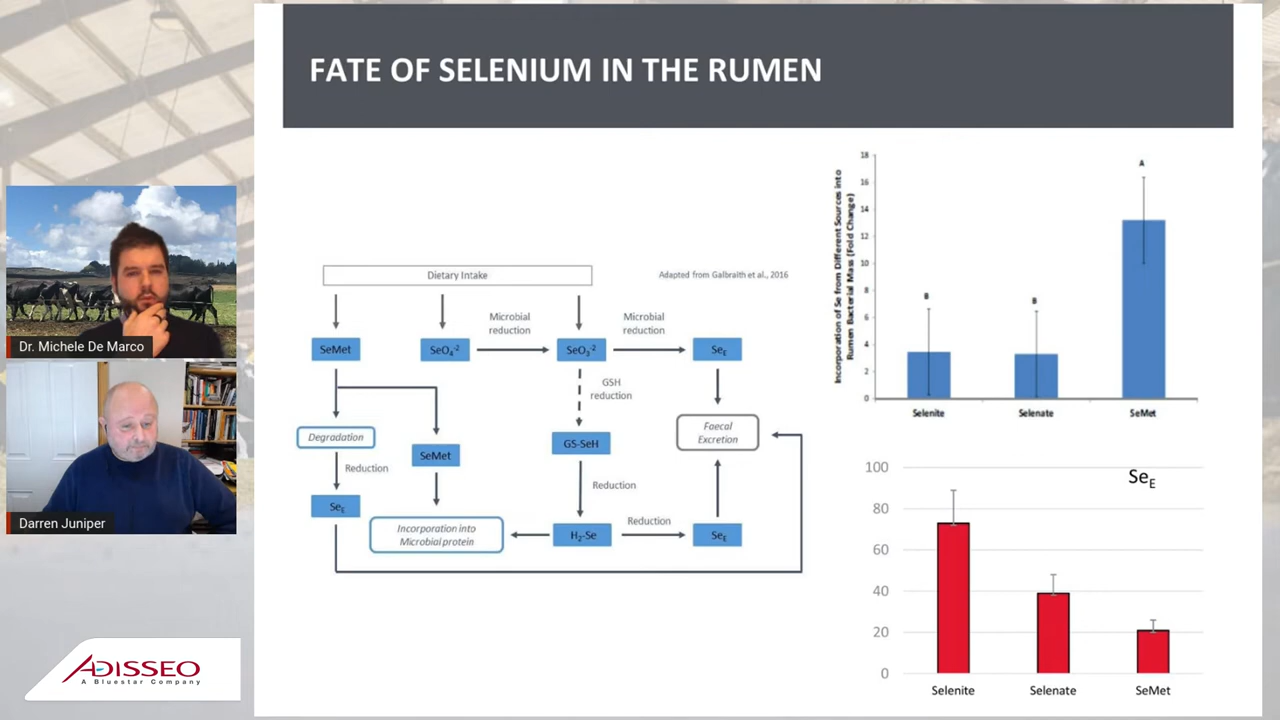 FATE OF SELENIUM IN THE RUMEN
Dr. Michele De Marco
Darren Juniper
ADISSEO
A Bluestar Company
Dietary Intake
Adapted from Galbraith et al., 2016
Microbial
reduction
Microbial
reduction
SeMet
SeO4-2
SeO3-2
SeE
GSH
reduction
Degradation
SeMet
GS-SeH
Faecal
Excretion
Reduction
SeE
Reduction
Incorporation into
Microbial protein
H2-Se
Reduction
SeE
Incorporation of Se from Different Sources into
Rumen Bacterial Mass (Fold Change)
18
16
14
12
10
8
6
4
2
0
B
B
A
Selenite
Selenate
SeMet
SeE
100
80
60
40
20
0
Selenite
Selenate
SeMet